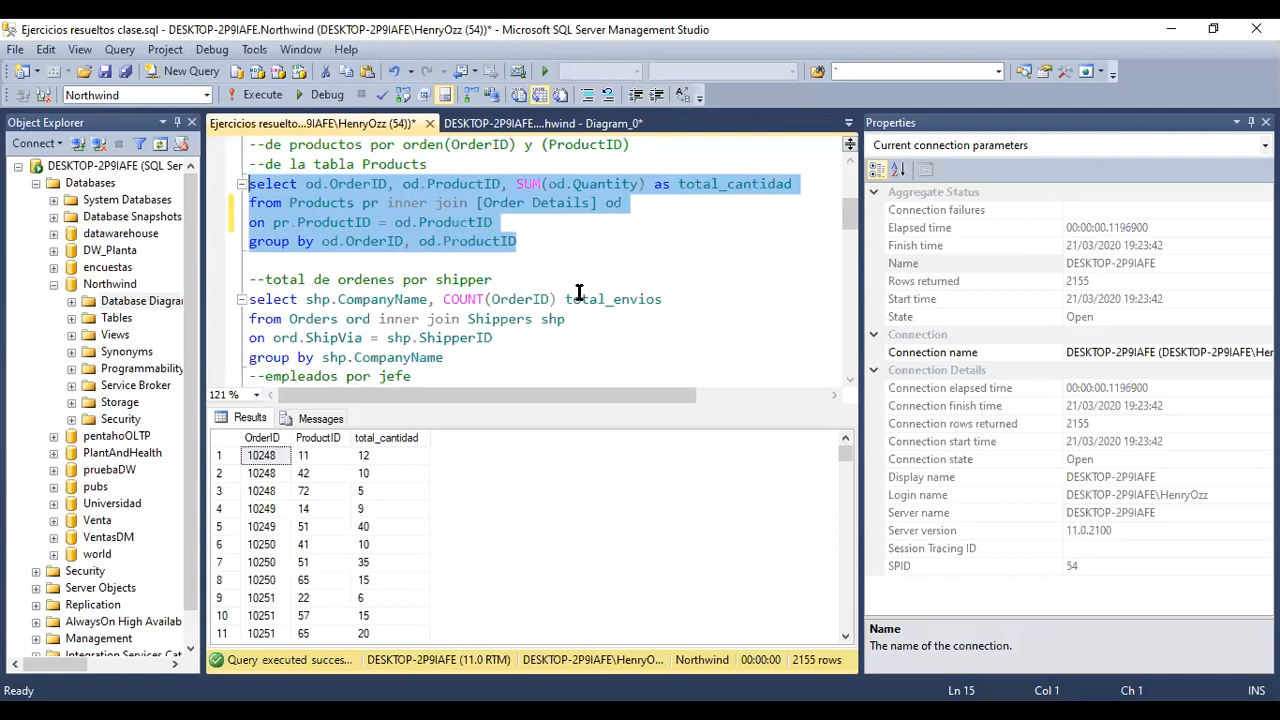 Ejercicios resueltos clase.sql - DESKTOP-2P9IAFE.Northwind (DESKTOP-2P9IAFE\HenryOzz (54))* - Microsoft SQL Server Management Studio
File Edit View Query Project Debug Tools Window Help
New Query `
Northwind Execute Debug
Object Explorer
Connect
DESKTOP-2P9IAFE (SQL Ser
Databases
System Databases
Database Snapshots
datawarehouse
DW_Planta
encuestas
Northwind
Database Diagra
Tables
Views
Synonyms
Programmability
Service Broker
Storage
Security
pentahoOLTP
PlantAndHealth
pruebaDW
pubs
Universidad
Venta
VentasDM
world
Security
Server Objects
Replication
AlwaysOn High Availab
Management
Integration Services Cat
Ejercicios resuelto...9IAFE\HenryOzz (54))* DESKTOP-2P9IAFE....hwind - Diagram_0*
--de productos por orden(OrderID) y (ProductID)
--de la tabla Products
select od.OrderID, od.ProductID, SUM(od.Quantity) as total_cantidad
from Products pr inner join [Order Details] od
on pr.ProductID = od.ProductID
group by od.OrderID, od.ProductID
--total de ordenes por shipper
select shp.CompanyName, COUNT(OrderID) total_envios
from Orders ord inner join Shippers shp
on ord.ShipVia = shp.ShipperID
group by shp.CompanyName
--empleados por jefe
121 %
Results Messages
OrderID ProductID total_cantidad
1 10248 11 12
2 10248 42 10
3 10248 72 5
4 10249 14 9
5 10249 51 40
6 10250 41 10
7 10250 51 35
8 10250 65 15
9 10251 22 6
10 10251 57 15
11 10251 65 20
Query executed succes... DESKTOP-2P9IAFE (11.0 RTM) DESKTOP-2P9IAFE\HenryO... Northwind 00:00:00 2155 rows
Properties
Current connection parameters
Aggregate Status
Connection failures
Elapsed time 00:00:00.1196900
Finish time 21/03/2020 19:23:42
Name DESKTOP-2P9IAFE
Rows returned 2155
Start time 21/03/2020 19:23:42
State Open
Connection
Connection name DESKTOP-2P9IAFE (DESKTOP-2P9IAFE\Her
Connection Details
Connection elapsed time 00:00:00.1196900
Connection finish time 21/03/2020 19:23:42
Connection rows returned 2155
Connection start time 21/03/2020 19:23:42
Connection state Open
Display name DESKTOP-2P9IAFE
Login name DESKTOP-2P9IAFE\HenryOzz
Server name DESKTOP-2P9IAFE
Server version 11.0.2100
Session Tracing ID
SPID 54
Name
The name of the connection.
Ready Ln 15 Col 1 Ch 1 INS